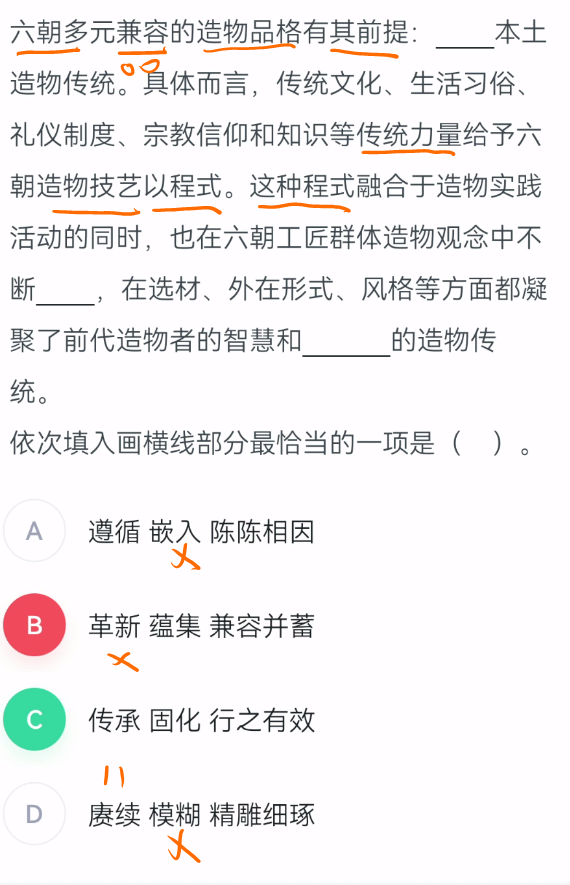 六朝多元兼容的造物品格有其前提：____本土
造物传统。具体而言，传统文化、生活习俗、
礼仪制度、宗教信仰和知识等传统力量给予六
朝造物技艺以程式。这种程式融合于造物实践
活动的同时，也在六朝工匠群体造物观念中不
断____，在选材、外在形式、风格等方面都凝
聚了前代造物者的智慧和______的造物传
统。
依次填入画横线部分最恰当的一项是（ ）。
A 遵循 嵌入 陈陈相因
B 革新 蕴集 兼容并蓄
C 传承 固化 行之有效
D 赓续 模糊 精雕细琢